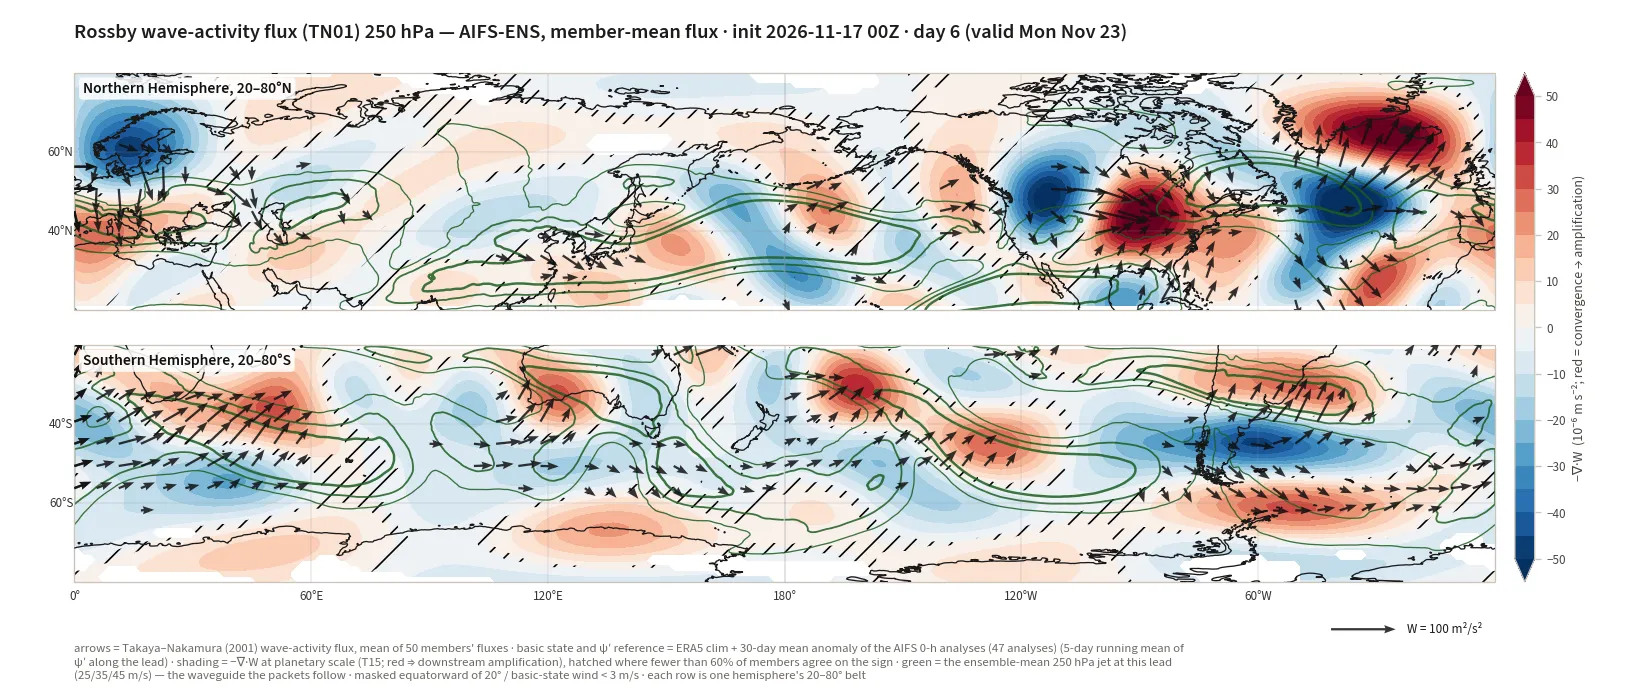 Rossby wave-activity flux (TN01) 250 hPa — AIFS-ENS, member-mean flux · init 2026-11-17 00Z · day 6 (valid Mon Nov 23)
Northern Hemisphere, 20–80°N
60°N
40°N
Southern Hemisphere, 20–80°S
40°S
60°S
0°
60°E
120°E
180°
120°W
60°W
50
40
30
20
10
0
−10
−20
−30
−40
−50
−∇·W (10⁻⁶ m s⁻²; red = convergence → amplification)
W = 100 m²/s²
arrows = Takaya–Nakamura (2001) wave-activity flux, mean of 50 members' fluxes · basic state and ψ' reference = ERA5 clim + 30-day mean anomaly of the AIFS 0-h analyses (47 analyses) (5-day running mean of
ψ' along the lead) · shading = −∇·W at planetary scale (T15; red ⇒ downstream amplification), hatched where fewer than 60% of members agree on the sign · green = the ensemble-mean 250 hPa jet at this lead
(25/35/45 m/s) — the waveguide the packets follow · masked equatorward of 20° / basic-state wind < 3 m/s · each row is one hemisphere's 20–80° belt